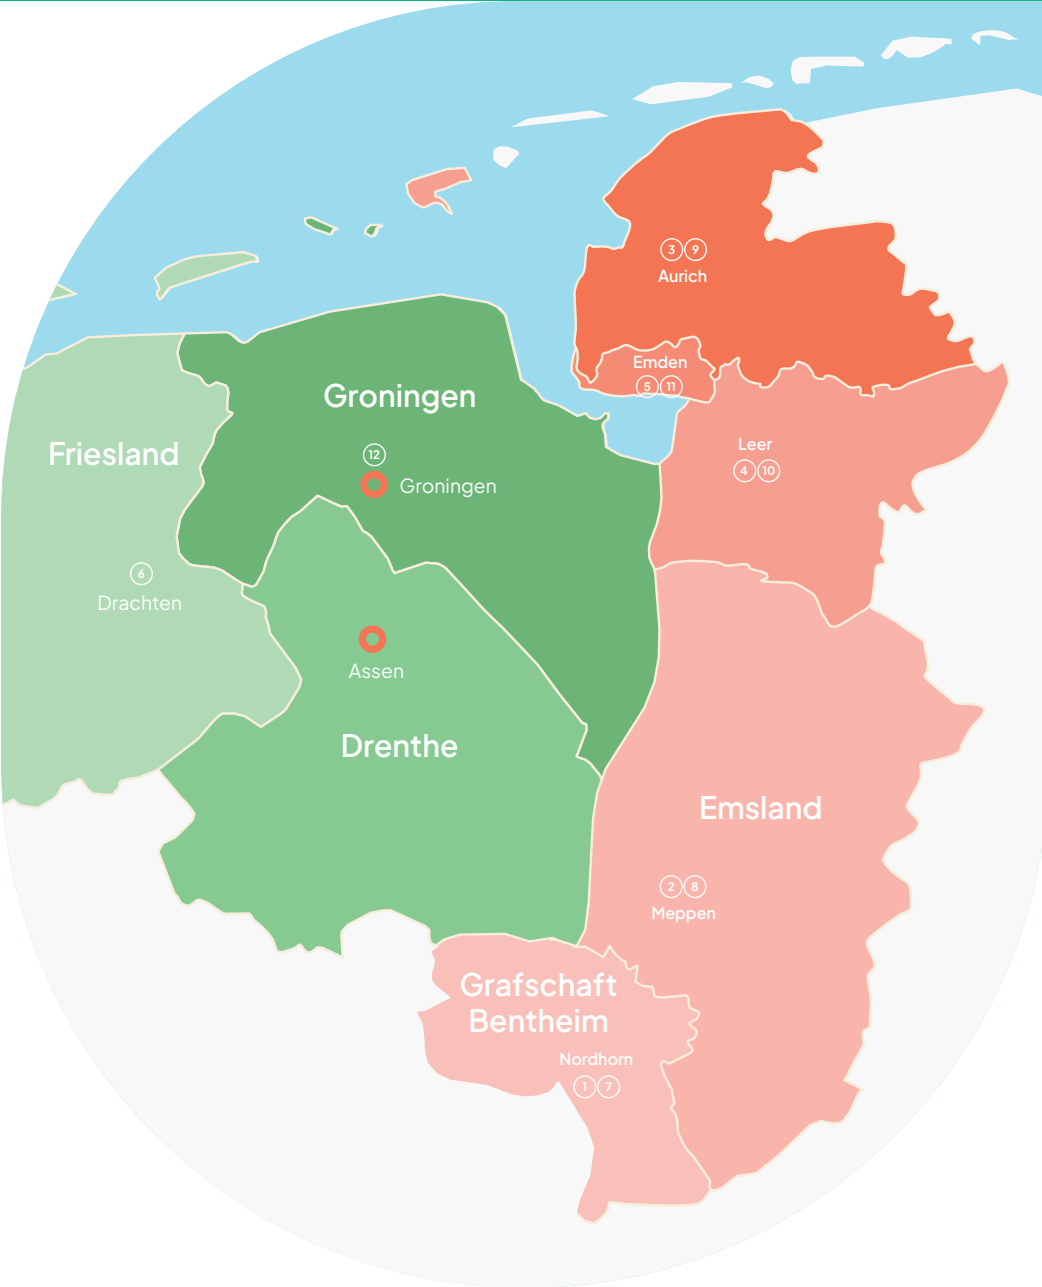 3 9
Aurich
Emden
5 11
Groningen
Friesland
Leer
4 10
12
Groningen
6
Drachten
Assen
Drenthe
Emsland
2 8
Meppen
Grafschaft
Bentheim
Nordhorn
1 7